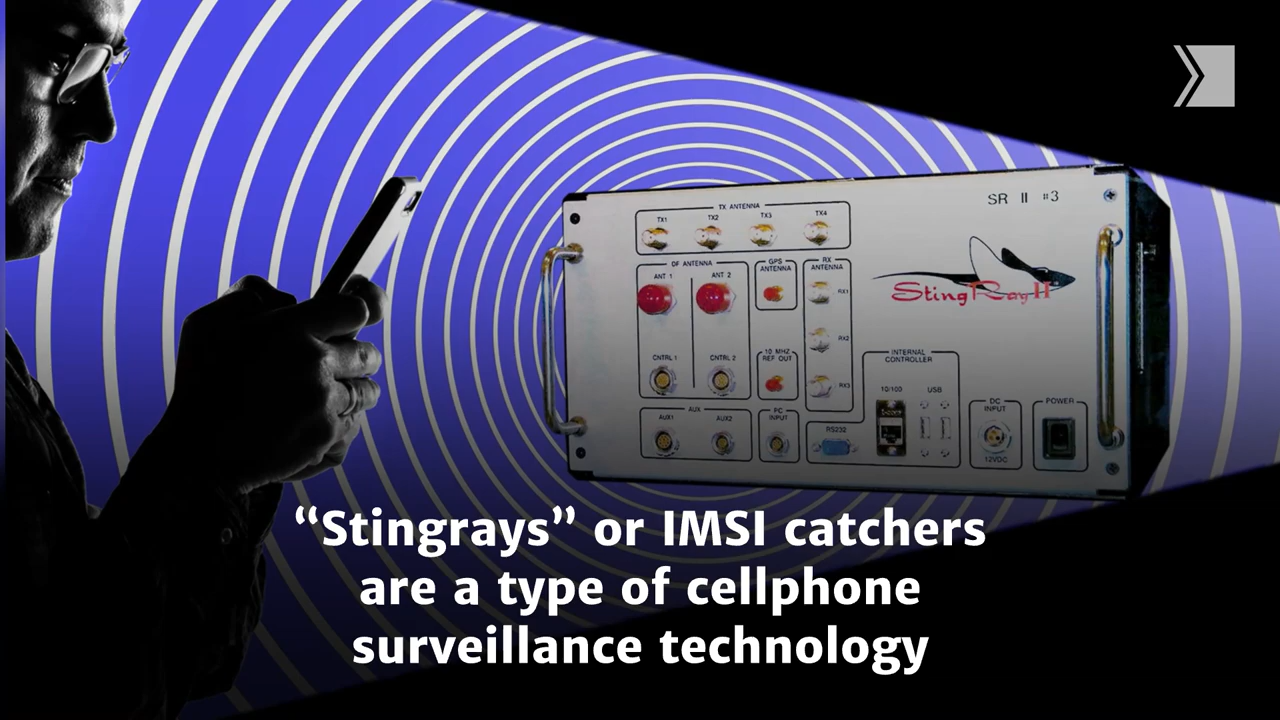 SR II #3
TX ANTENNA
TX1 TX2 TX3 TX4
DF ANTENNA
GPS
ANTENNA
RX
ANTENNA
ANT 1 ANT 2
RX1
StingRay II
RX2
CNTRL 1 CNTRL 2
10 MHZ
REF OUT
INTERNAL
CONTROLLER
RX3
10/100 USB
AUX
AUX1 AUX2
PC
INPUT
RS232
DC
INPUT
12VDC
POWER
“Stingrays” or IMSI catchers
are a type of cellphone
surveillance technology